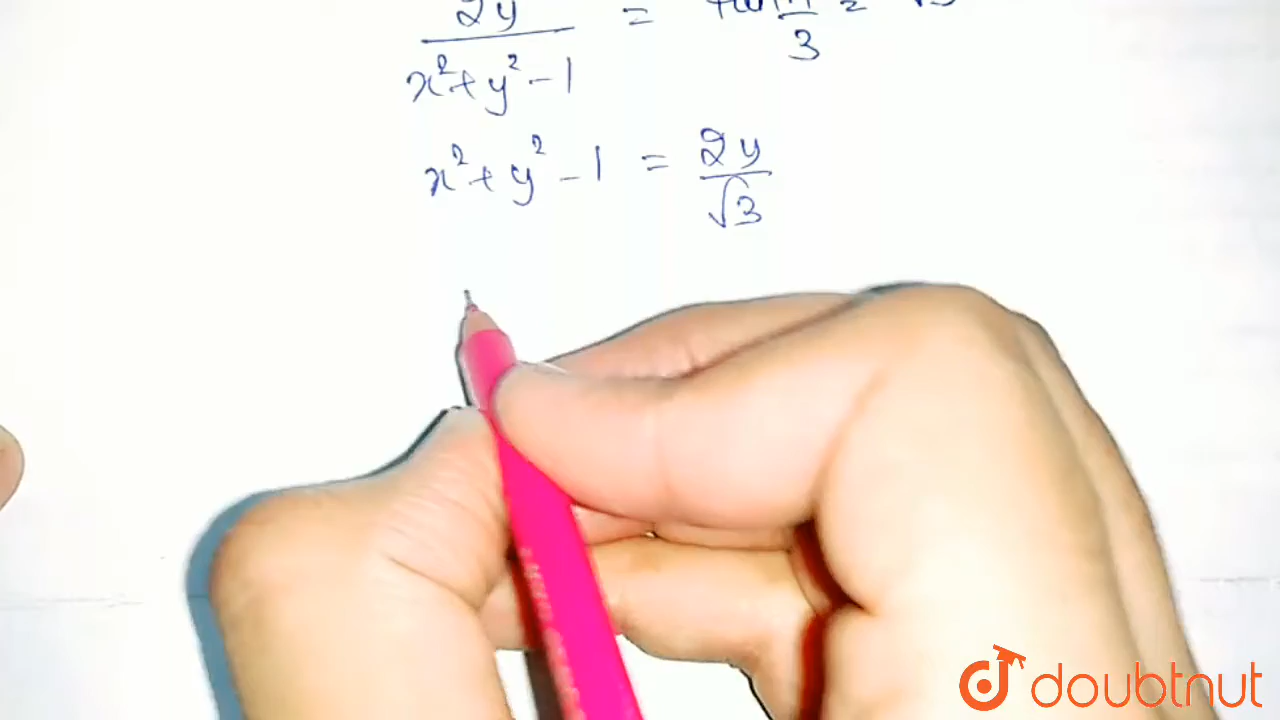 2y / x² + y² - 1 = tan π/3 = √3
x² + y² - 1 = 2y / √3
doubtnut